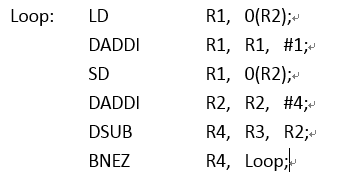 Loop: LD R1, 0(R2);
DADDI R1, R1, #1;
SD R1, 0(R2);
DADDI R2, R2, #4;
DSUB R4, R3, R2;
BNEZ R4, Loop;